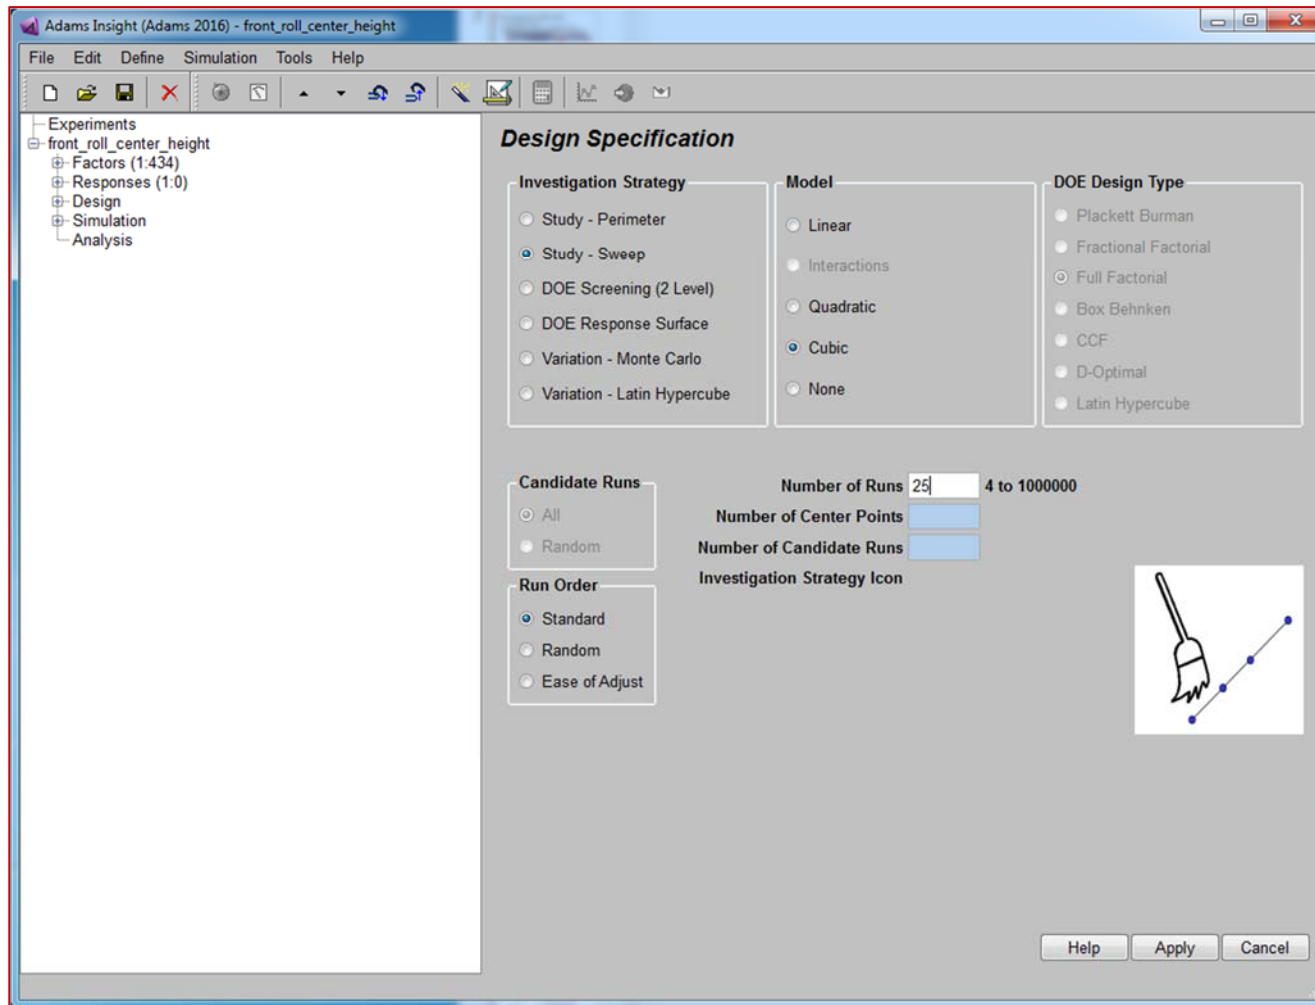 Adams Insight (Adams 2016) - front_roll_center_height
File Edit Define Simulation Tools Help
Experiments
front_roll_center_height
Factors (1:434)
Responses (1:0)
Design
Simulation
Analysis
Design Specification
Investigation Strategy
Study - Perimeter
Study - Sweep
DOE Screening (2 Level)
DOE Response Surface
Variation - Monte Carlo
Variation - Latin Hypercube
Model
Linear
Interactions
Quadratic
Cubic
None
DOE Design Type
Plackett Burman
Fractional Factorial
Full Factorial
Box Behnken
CCF
D-Optimal
Latin Hypercube
Candidate Runs
All
Random
Run Order
Standard
Random
Ease of Adjust
Number of Runs 25 4 to 1000000
Number of Center Points
Number of Candidate Runs
Investigation Strategy Icon
Help Apply Cancel